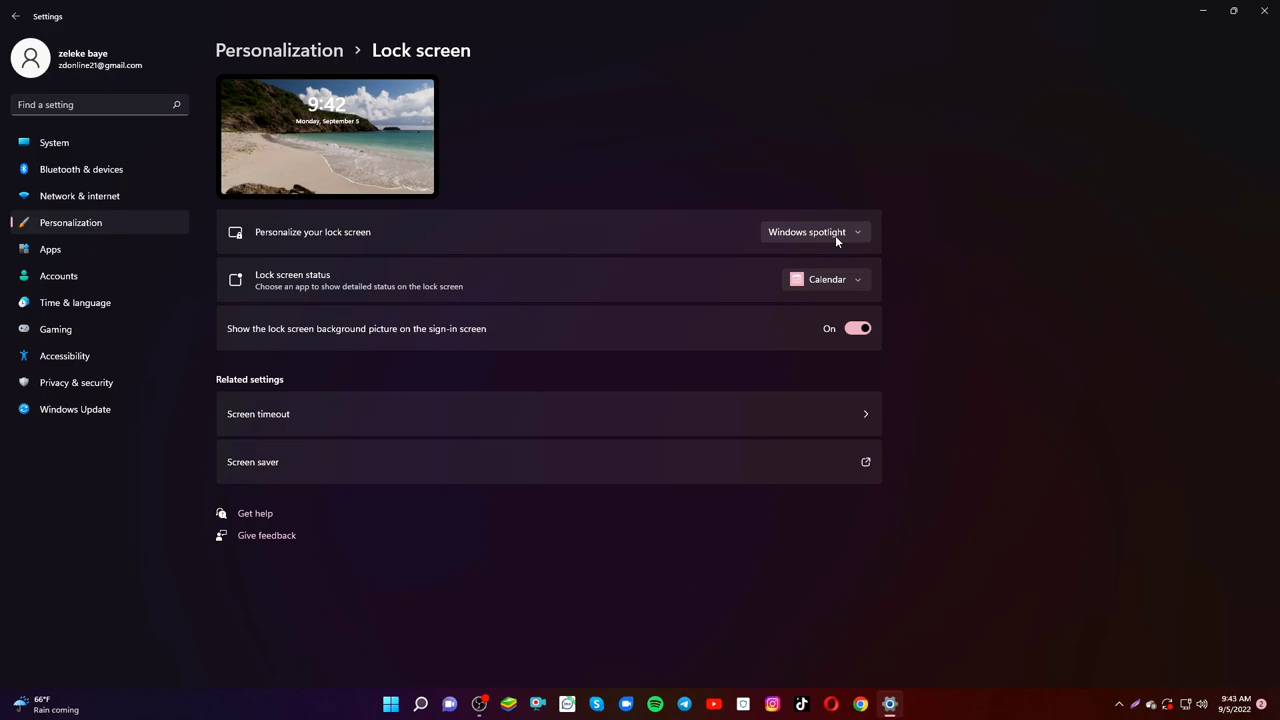 Settings
zeleke baye
zdonline21@gmail.com
Find a setting
System
Bluetooth & devices
Network & internet
Personalization
Apps
Accounts
Time & language
Gaming
Accessibility
Privacy & security
Windows Update
Personalization > Lock screen
9:42
Monday, September 5
Personalize your lock screen
Windows spotlight
Lock screen status
Choose an app to show detailed status on the lock screen
Calendar
Show the lock screen background picture on the sign-in screen
On
Related settings
Screen timeout
Screen saver
Get help
Give feedback
66°F
Rain coming
9:43 AM
9/5/2022
2